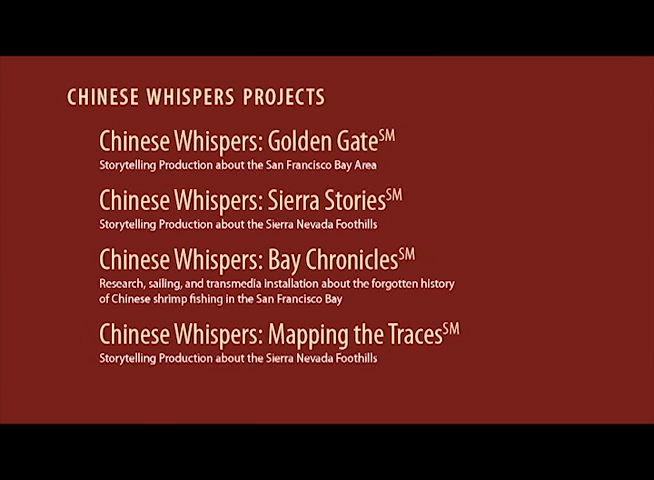 CHINESE WHISPERS PROJECTS
Chinese Whispers: Golden Gate℠
Storytelling Production about the San Francisco Bay Area
Chinese Whispers: Sierra Stories℠
Storytelling Production about the Sierra Nevada Foothills
Chinese Whispers: Bay Chronicles℠
Research, sailing, and transmedia installation about the forgotten history
of Chinese shrimp fishing in the San Francisco Bay
Chinese Whispers: Mapping the Traces℠
Storytelling Production about the Sierra Nevada Foothills